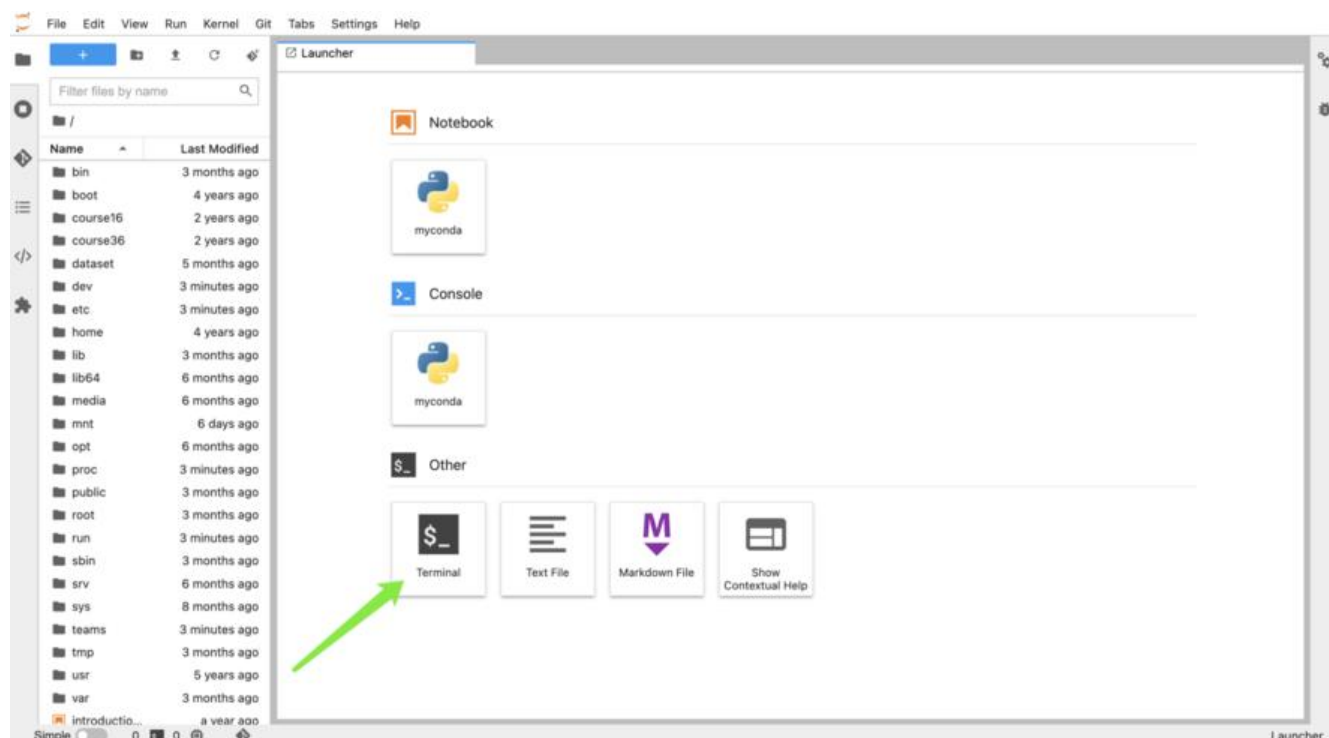 File Edit View Run Kernel Git Tabs Settings Help
+
Launcher
Filter files by name
/
Name Last Modified
bin 3 months ago
boot 4 years ago
course16 2 years ago
course36 2 years ago
dataset 5 months ago
dev 3 minutes ago
etc 3 minutes ago
home 4 years ago
lib 3 months ago
lib64 6 months ago
media 6 months ago
mnt 6 days ago
opt 6 months ago
proc 3 minutes ago
public 3 months ago
root 3 months ago
run 3 minutes ago
sbin 3 months ago
srv 6 months ago
sys 8 months ago
teams 3 minutes ago
tmp 3 months ago
usr 5 years ago
var 3 months ago
introductio... a year ago
Notebook
myconda
Console
myconda
$_ Other
$_
Terminal
Text File
M
Markdown File
Show
Contextual Help
Simple 0 0
Launcher